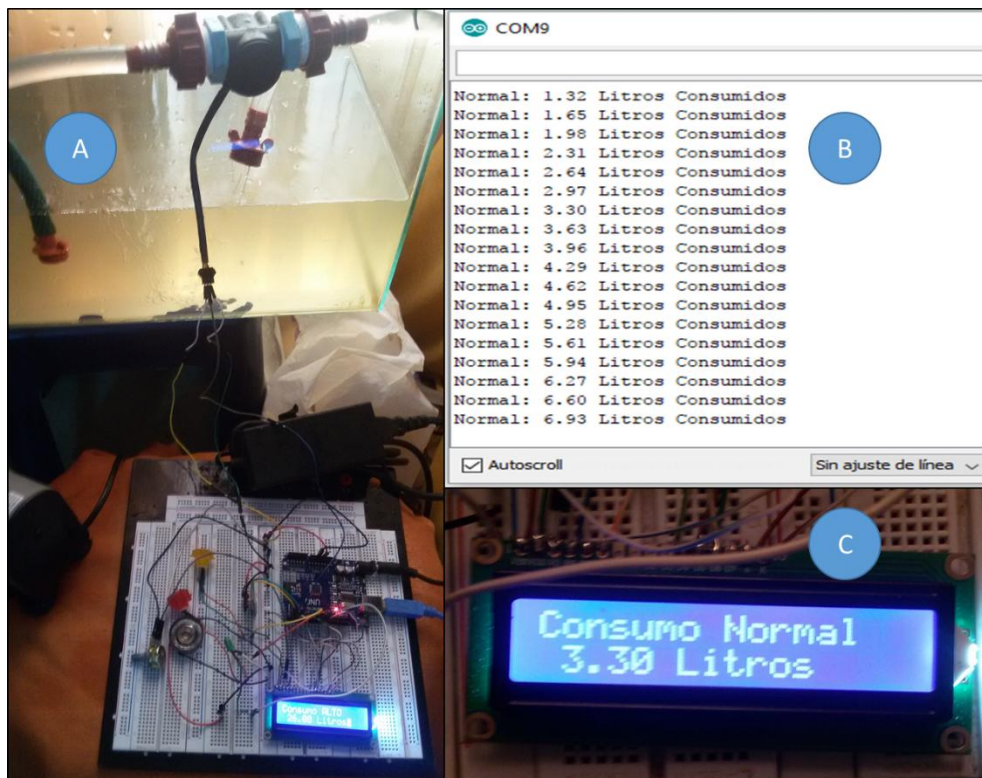 A
Consumo ALTO
Litros
COM9
Normal: 1.32 Litros Consumidos
Normal: 1.65 Litros Consumidos
Normal: 1.98 Litros Consumidos
Normal: 2.31 Litros Consumidos
Normal: 2.64 Litros Consumidos
Normal: 2.97 Litros Consumidos
Normal: 3.30 Litros Consumidos
Normal: 3.63 Litros Consumidos
Normal: 3.96 Litros Consumidos
Normal: 4.29 Litros Consumidos
Normal: 4.62 Litros Consumidos
Normal: 4.95 Litros Consumidos
Normal: 5.28 Litros Consumidos
Normal: 5.61 Litros Consumidos
Normal: 5.94 Litros Consumidos
Normal: 6.27 Litros Consumidos
Normal: 6.60 Litros Consumidos
Normal: 6.93 Litros Consumidos
B
Autoscroll
Sin ajuste de línea
C
Consumo Normal
3.30 Litros